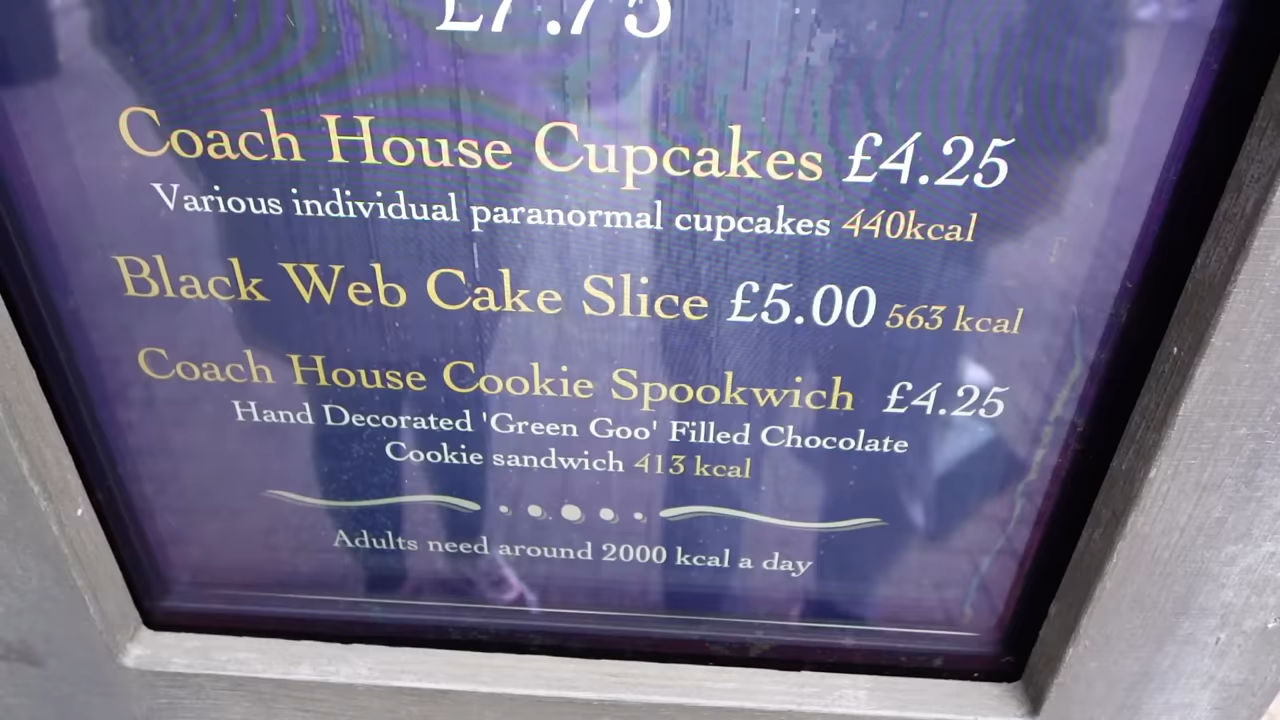 £7.75
Coach House Cupcakes £4.25
Various individual paranormal cupcakes 440kcal
Black Web Cake Slice £5.00 563 kcal
Coach House Cookie Spookwich £4.25
Hand Decorated 'Green Goo' Filled Chocolate
Cookie sandwich 413 kcal
Adults need around 2000 kcal a day